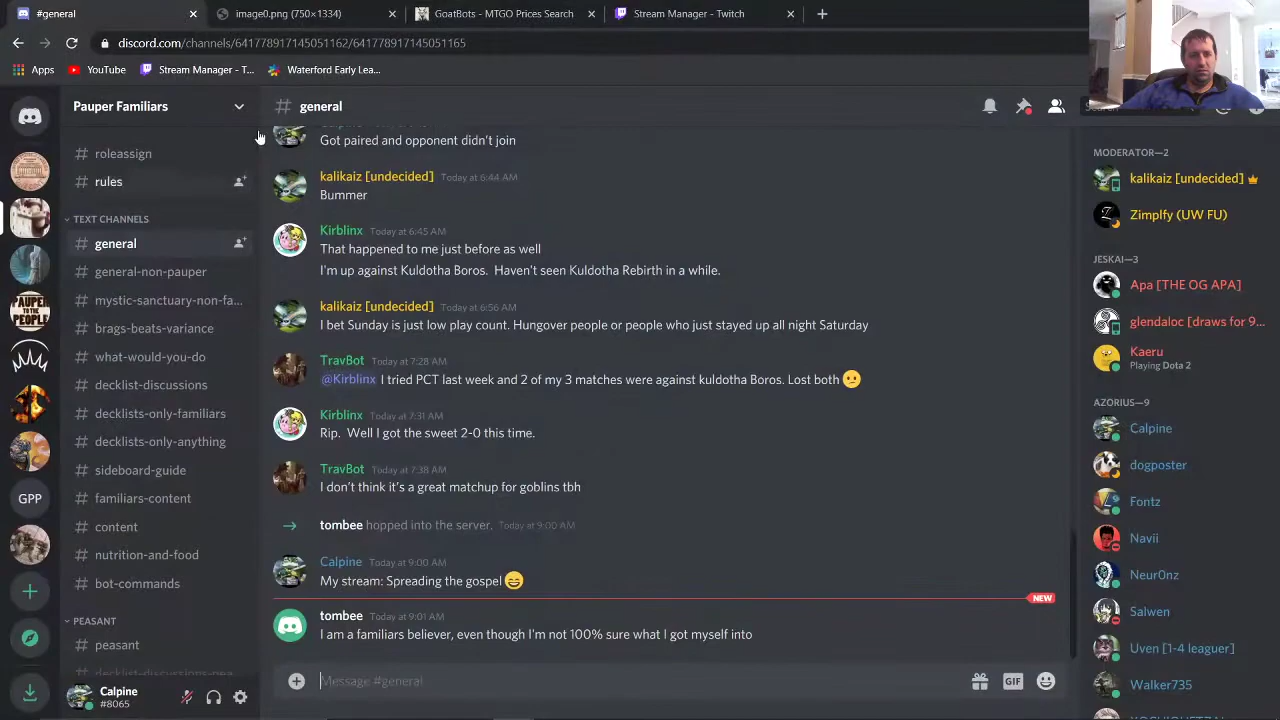 #general
image0.png (750×1334)
GoatBots - MTGO Prices Search
Stream Manager - Twitch
discord.com/channels/641778917145051162/641778917145051165
Apps
YouTube
Stream Manager - T...
Waterford Early Lea...
Pauper Familiars
# roleassign
# rules
TEXT CHANNELS
# general
# general-non-pauper
# mystic-sanctuary-non-fa...
# brags-beats-variance
# what-would-you-do
# decklist-discussions
# decklists-only-familiars
# decklists-only-anything
# sideboard-guide
# familiars-content
# content
# nutrition-and-food
# bot-commands
PEASANT
# peasant
# decklist-discussions-pea...
PAUPER TO THE PEOPLE
GPP
Calpine
#8065
# general
Got paired and opponent didn't join
kalikaiz [undecided] Today at 6:44 AM
Bummer
Kirblinx Today at 6:45 AM
That happened to me just before as well
I'm up against Kuldotha Boros. Haven't seen Kuldotha Rebirth in a while.
kalikaiz [undecided] Today at 6:56 AM
I bet Sunday is just low play count. Hungover people or people who just stayed up all night Saturday
TravBot Today at 7:28 AM
@Kirblinx I tried PCT last week and 2 of my 3 matches were against kuldotha Boros. Lost both
Kirblinx Today at 7:31 AM
Rip. Well I got the sweet 2-0 this time.
TravBot Today at 7:38 AM
I don't think it's a great matchup for goblins tbh
tombee hopped into the server. Today at 9:00 AM
Calpine Today at 9:00 AM
My stream: Spreading the gospel
NEW
tombee Today at 9:01 AM
I am a familiars believer, even though I'm not 100% sure what I got myself into
Message #general
GIF
MODERATOR—2
kalikaiz [undecided]
Zimplfy (UW FU)
JESKAI—3
Apa [THE OG APA]
glendaloc [draws for 9...
Kaeru
Playing Dota 2
AZORIUS—9
Calpine
dogposter
Fontz
Navii
Neur0nz
Salwen
Uven [1-4 leaguer]
Walker735